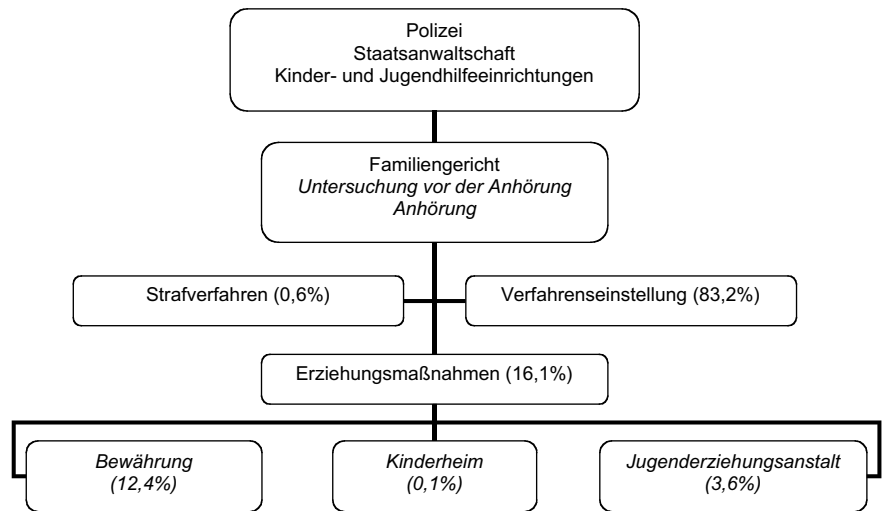 Polizei
Staatsanwaltschaft
Kinder- und Jugendhilfeeinrichtungen
Familiengericht
Untersuchung vor der Anhörung
Anhörung
Strafverfahren (0,6%)
Verfahrenseinstellung (83,2%)
Erziehungsmaßnahmen (16,1%)
Bewährung
(12,4%)
Kinderheim
(0,1%)
Jugenderziehungsanstalt
(3,6%)